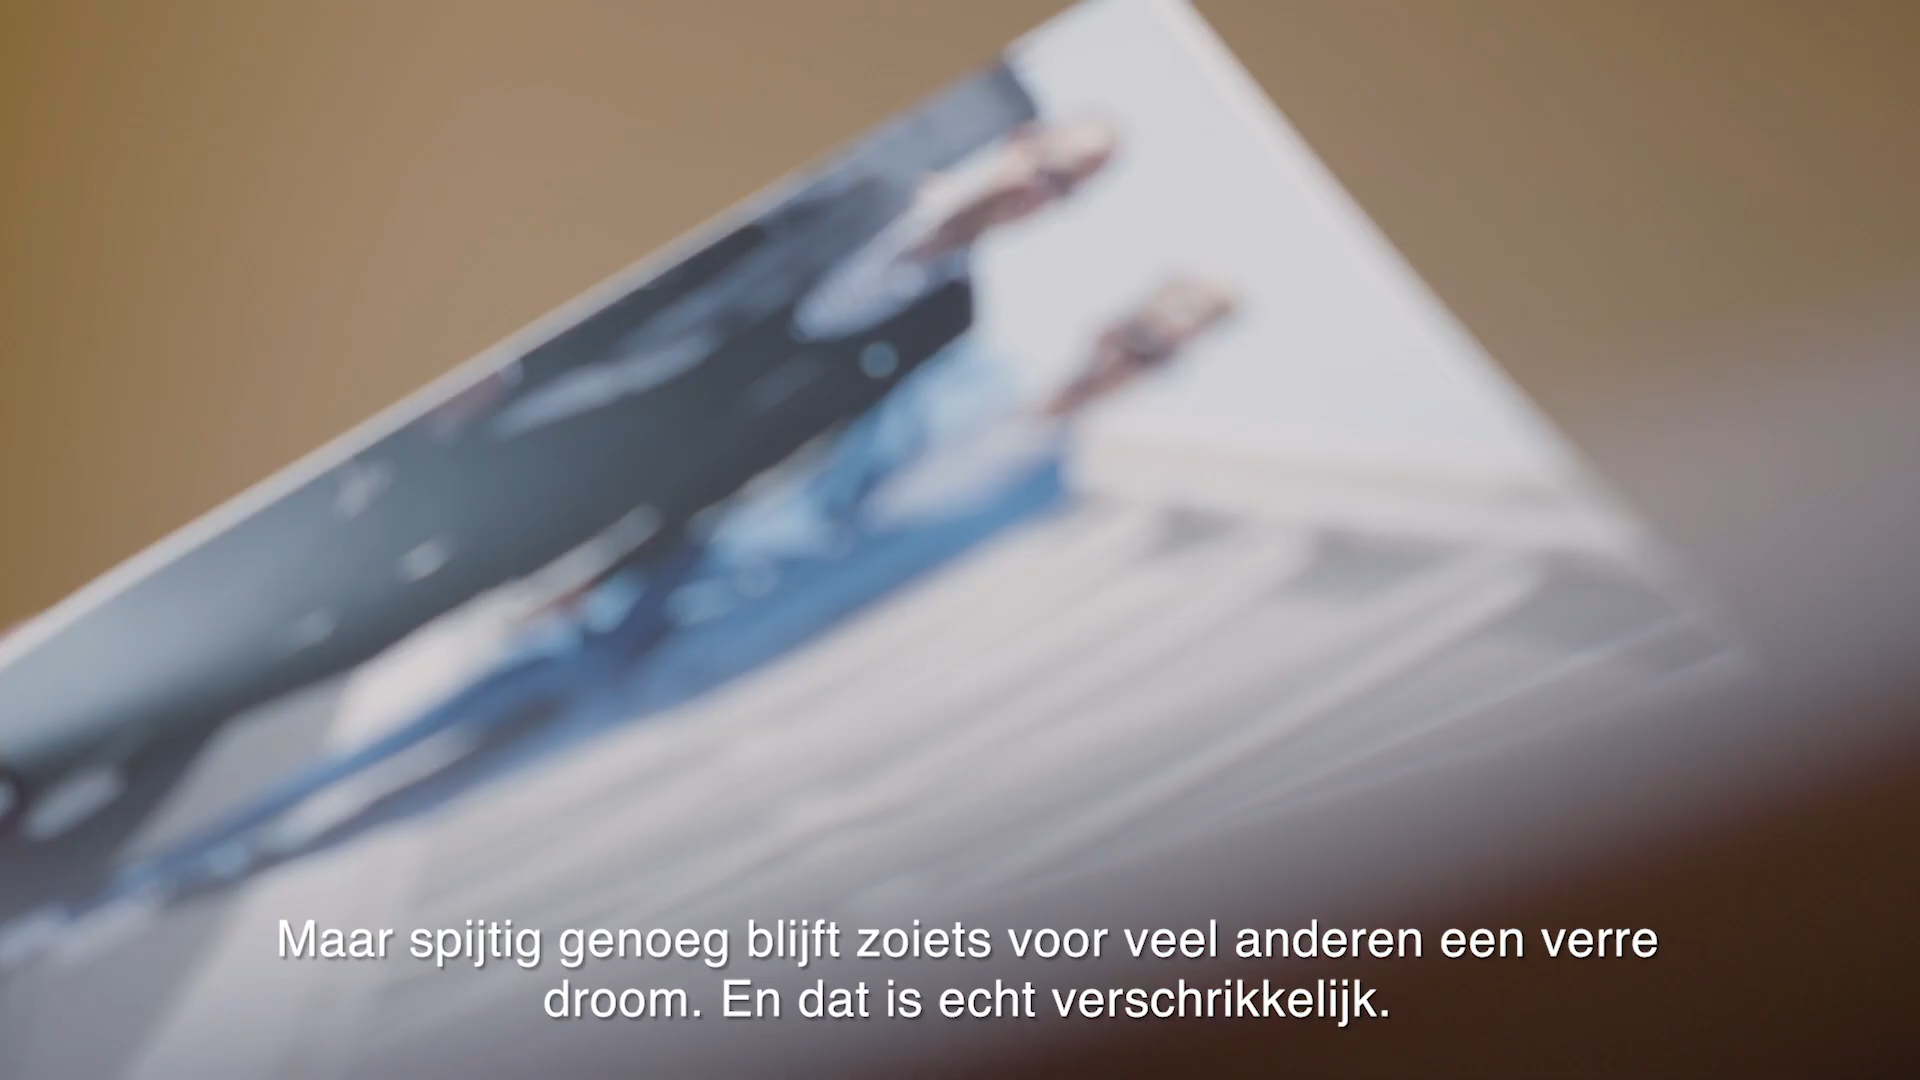 Maar spijtig genoeg blijft zoiets voor veel anderen een verre
droom. En dat is echt verschrikkelijk.